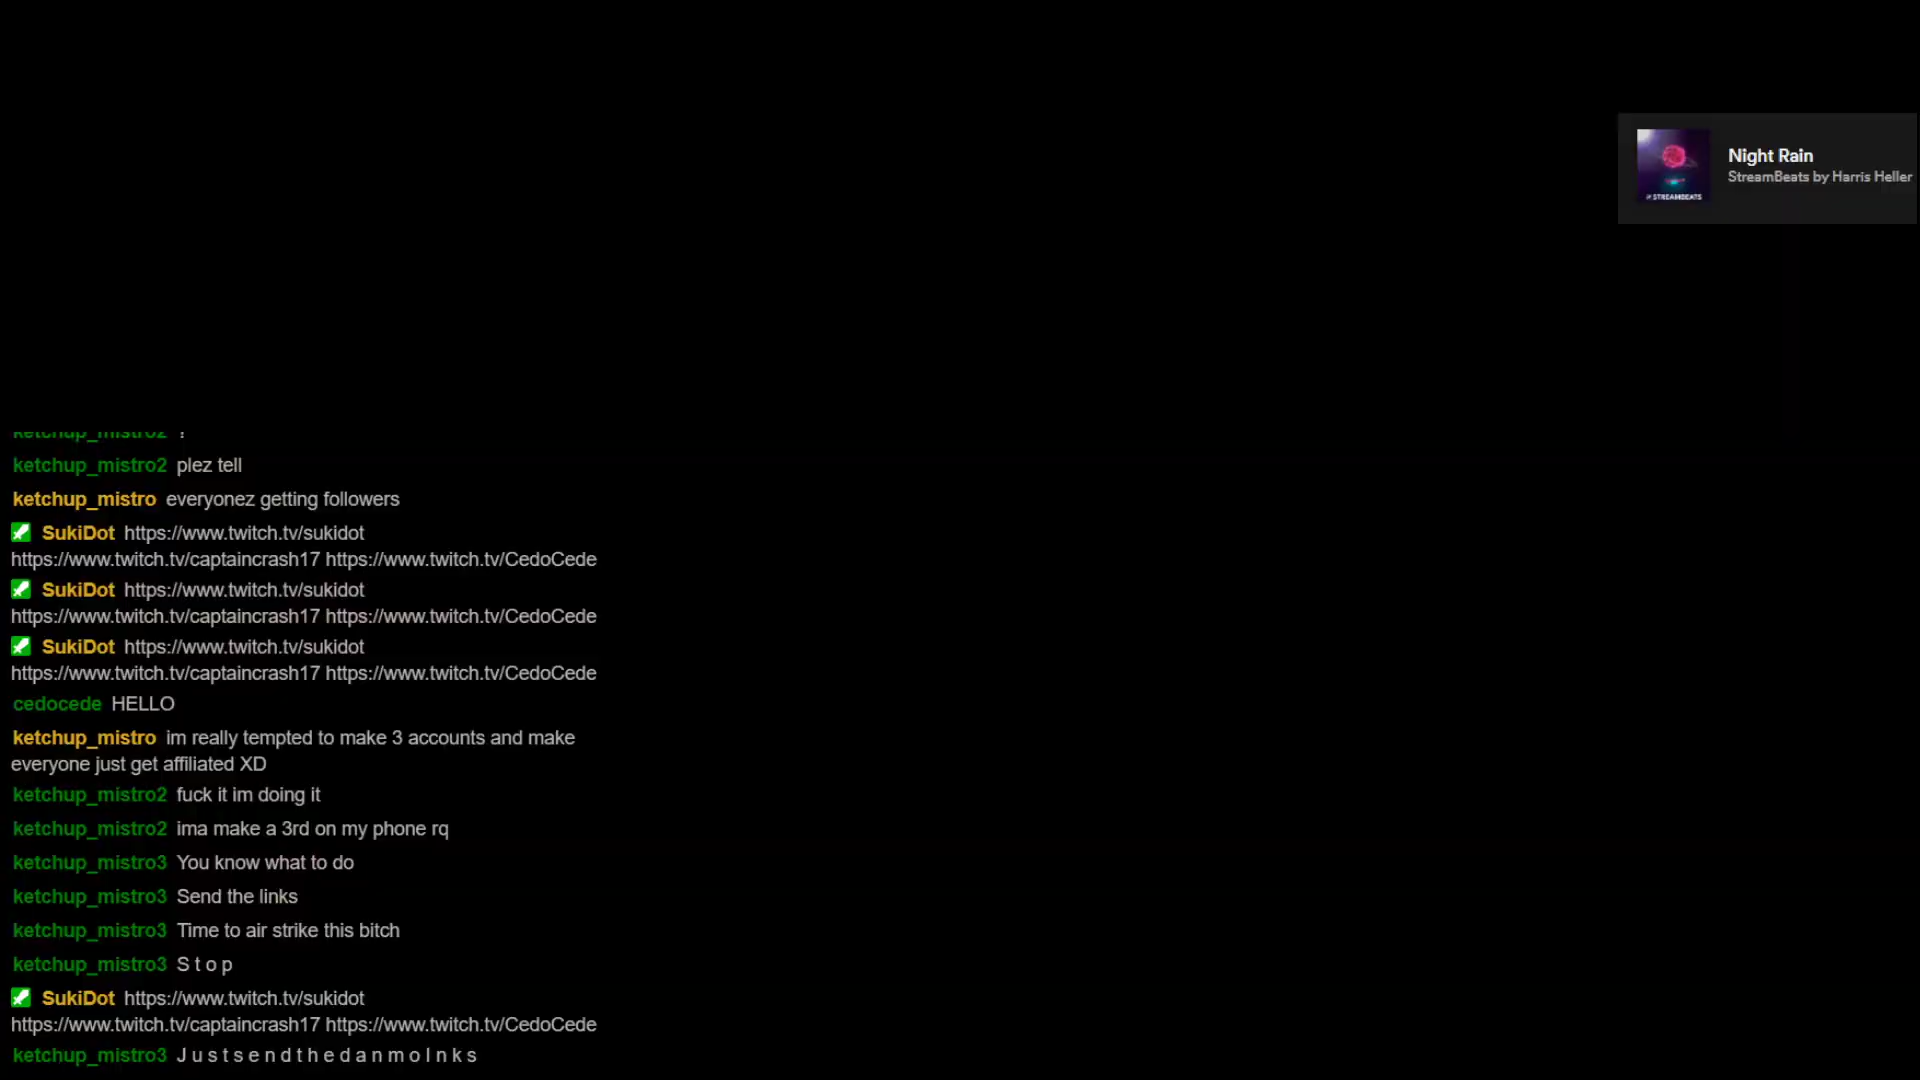 Night Rain
StreamBeats by Harris Heller
STREAMBEATS
ketchup_mistro2 ?
ketchup_mistro2 plez tell
ketchup_mistro everyonez getting followers
SukiDot https://www.twitch.tv/sukidot
https://www.twitch.tv/captaincrash17 https://www.twitch.tv/CedoCede
SukiDot https://www.twitch.tv/sukidot
https://www.twitch.tv/captaincrash17 https://www.twitch.tv/CedoCede
SukiDot https://www.twitch.tv/sukidot
https://www.twitch.tv/captaincrash17 https://www.twitch.tv/CedoCede
cedocede HELLO
ketchup_mistro im really tempted to make 3 accounts and make
everyone just get affiliated XD
ketchup_mistro2 fuck it im doing it
ketchup_mistro2 ima make a 3rd on my phone rq
ketchup_mistro3 You know what to do
ketchup_mistro3 Send the links
ketchup_mistro3 Time to air strike this bitch
ketchup_mistro3 S t o p
SukiDot https://www.twitch.tv/sukidot
https://www.twitch.tv/captaincrash17 https://www.twitch.tv/CedoCede
ketchup_mistro3 J u s t s e n d t h e d a n m o l n k s